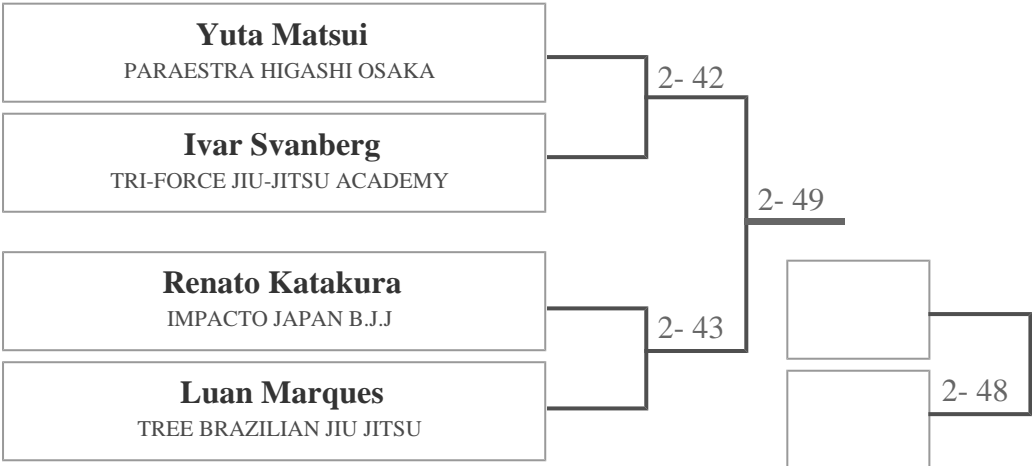 Yuta Matsui
PARAESTRA HIGASHI OSAKA
2- 42
Ivar Svanberg
TRI-FORCE JIU-JITSU ACADEMY
2- 49
Renato Katakura
IMPACTO JAPAN B.J.J
2- 43
Luan Marques
TREE BRAZILIAN JIU JITSU
2- 48